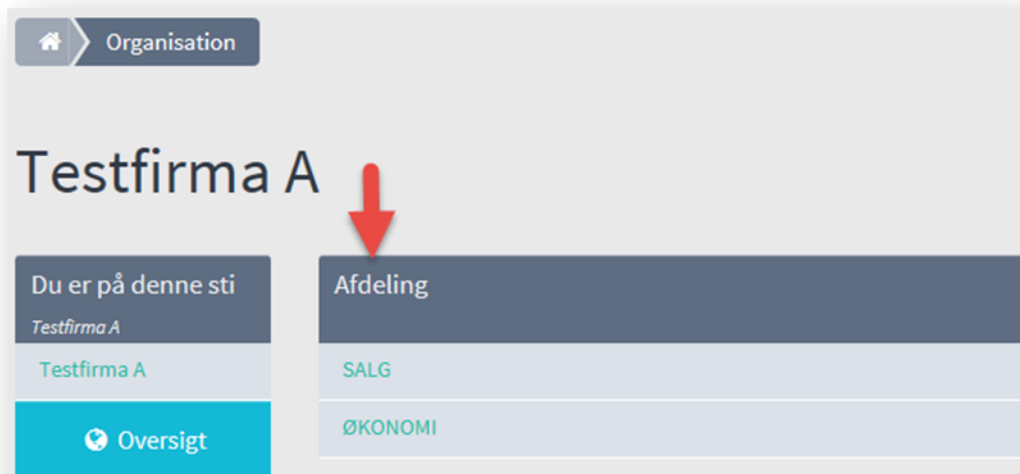 Organisation
Testfirma A
Du er på denne sti
Testfirma A
Testfirma A
Oversigt
Afdeling
SALG
ØKONOMI